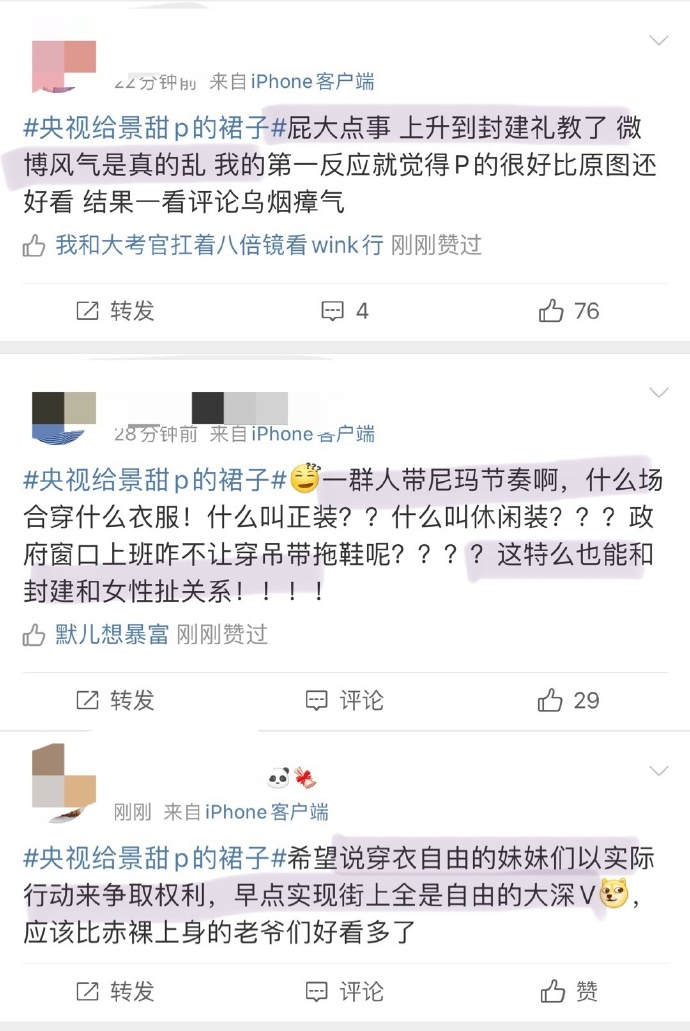 22分钟前 来自iPhone客户端
#央视给景甜p的裙子#屁大点事 上升到封建礼教了 微
博风气是真的乱 我的第一反应就觉得P的很好比原图还
好看 结果一看评论乌烟瘴气
我和大考官扛着八倍镜看wink行 刚刚赞过
转发 4 76
28分钟前 来自iPhone客户端
#央视给景甜p的裙子#一群人带尼玛节奏啊，什么场
合穿什么衣服！什么叫正装？？什么叫休闲装？？？政
府窗口上班咋不让穿吊带拖鞋呢？？？？这特么也能和
封建和女性扯关系！！！！
默儿想暴富 刚刚赞过
转发 评论 29
刚刚 来自iPhone客户端
#央视给景甜p的裙子#希望说穿衣自由的妹妹们以实际
行动来争取权利，早点实现街上全是自由的大深V，
应该比赤裸上身的老爷们好看多了
转发 评论 赞